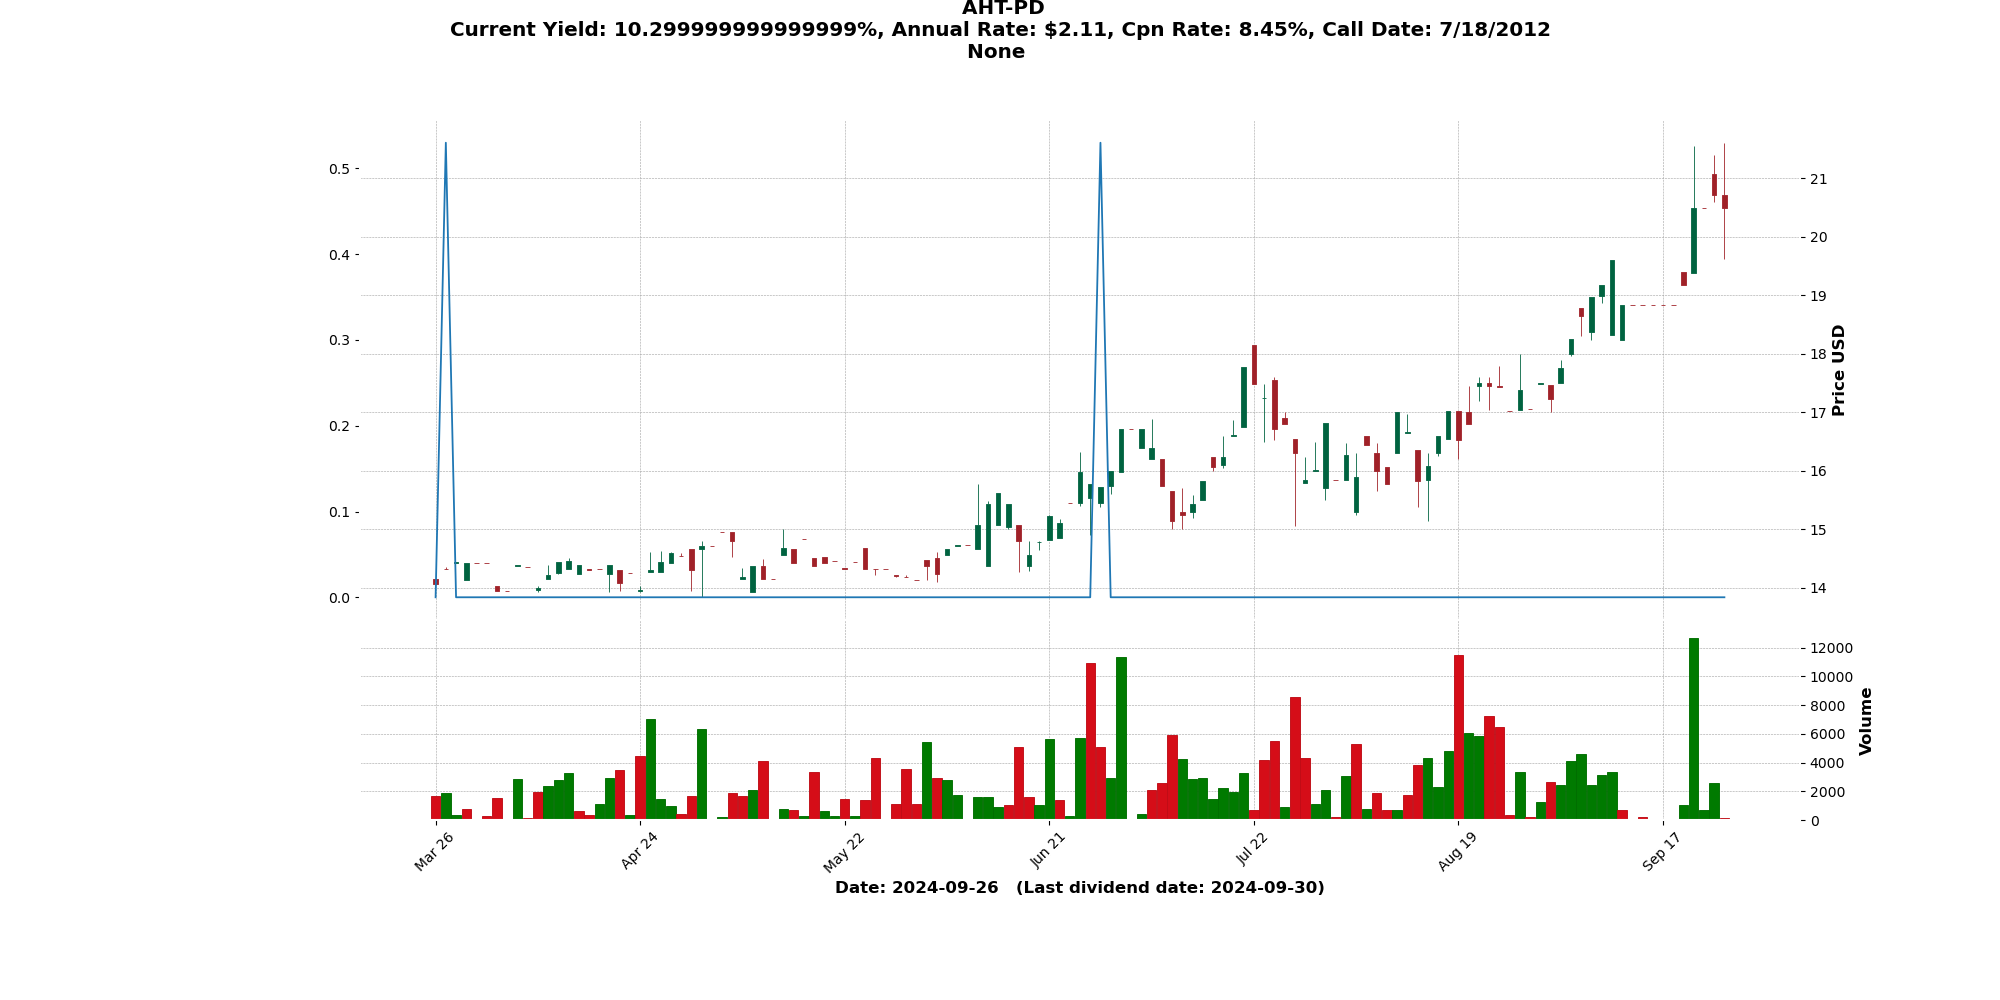 AHT-PD
Current Yield: 10.299999999999999%, Annual Rate: $2.11, Cpn Rate: 8.45%, Call Date: 7/18/2012
None
0.5
0.4
0.3
0.2
0.1
0.0
21
20
19
18
17
16
15
14
Price USD
12000
10000
8000
6000
4000
2000
0
Volume
Mar 26
Apr 24
May 22
Jun 21
Jul 22
Aug 19
Sep 17
Date: 2024-09-26   (Last dividend date: 2024-09-30)